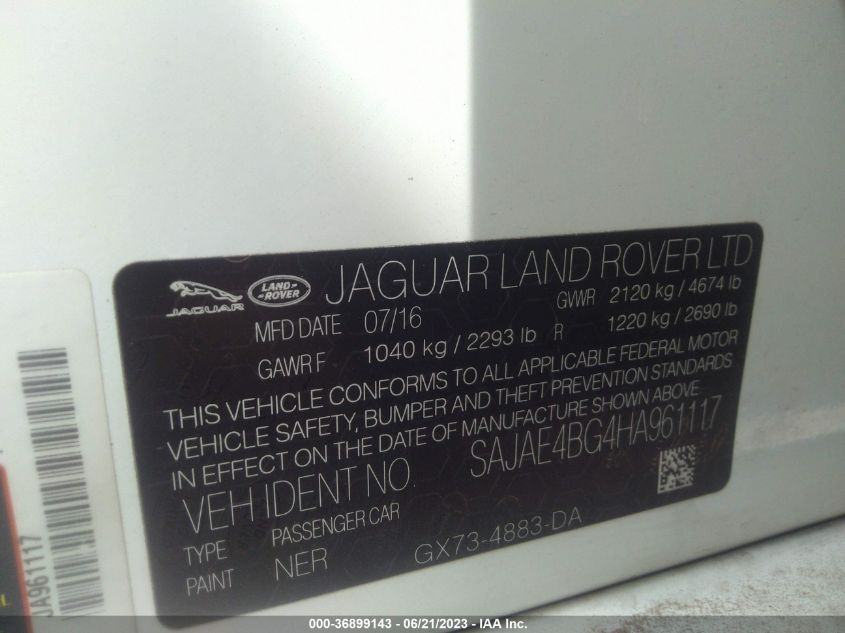 JAGUAR
LAND ROVER
JAGUAR LAND ROVER LTD
MFD DATE 07/16 GVWR 2120 kg / 4674 lb
GAWR F 1040 kg / 2293 lb R 1220 kg / 2690 lb
THIS VEHICLE CONFORMS TO ALL APPLICABLE FEDERAL MOTOR
VEHICLE SAFETY, BUMPER AND THEFT PREVENTION STANDARDS
IN EFFECT ON THE DATE OF MANUFACTURE SHOWN ABOVE
VEH IDENT NO. SAJAE4BG4HA961117
TYPE PASSENGER CAR
PAINT NER GX73-4883-DA
A961117
000-36899143 - 06/21/2023 - IAA Inc.